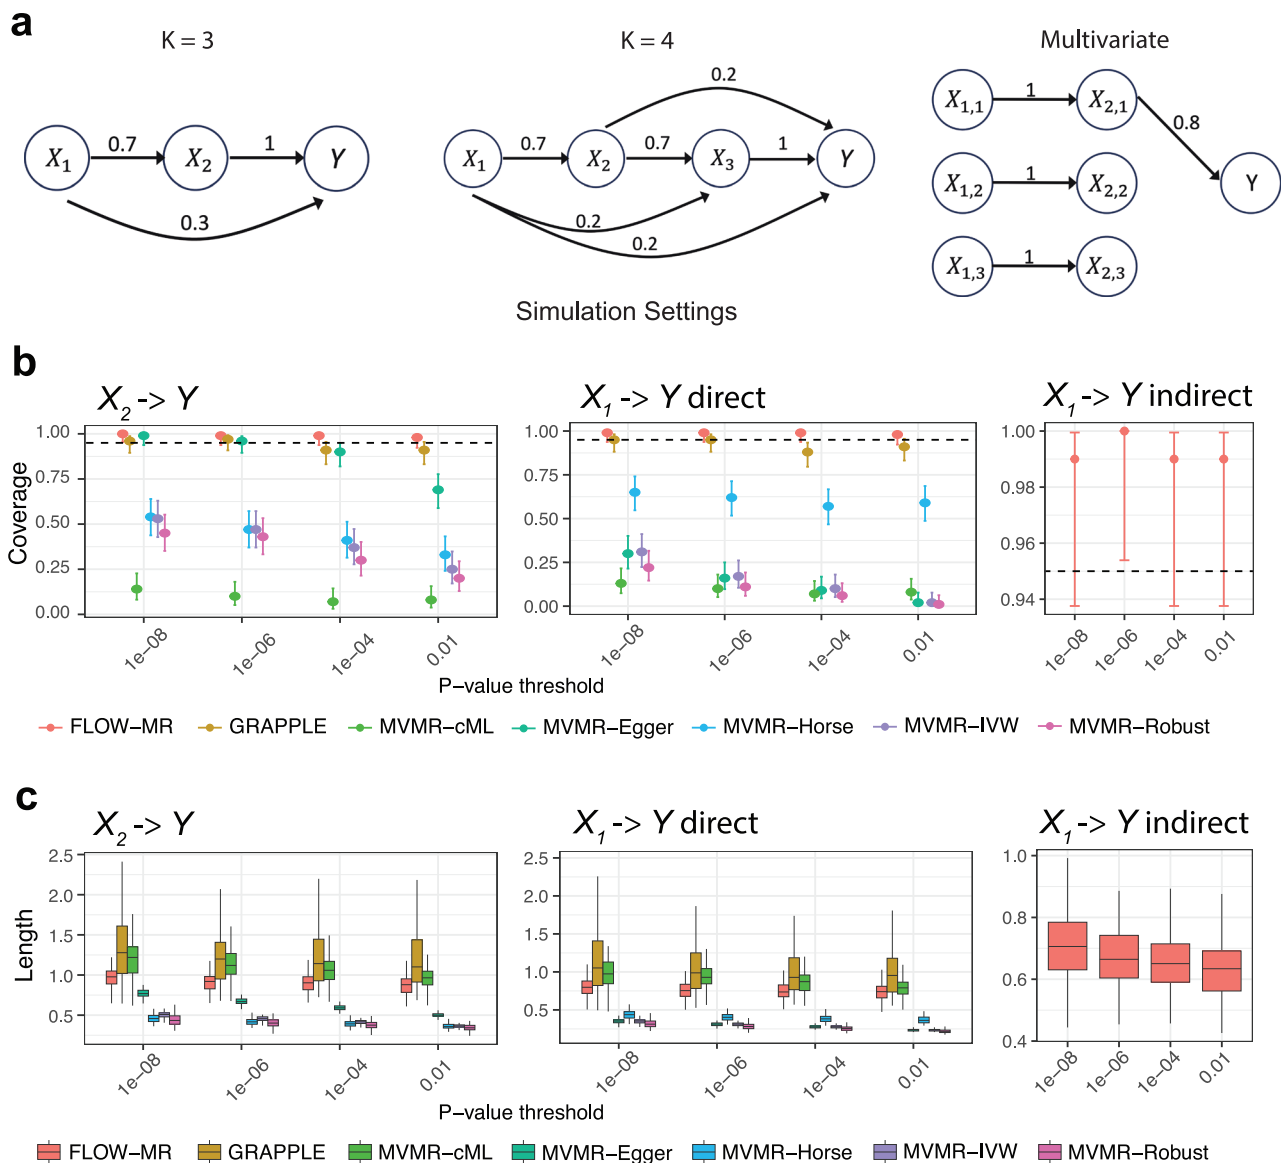 a
K = 3
K = 4
Multivariate
X1
0.7
X2
1
Y
0.3
X1
0.7
X2
0.7
X3
1
Y
0.2
0.2
0.2
X1,1
1
X2,1
0.8
X1,2
1
X2,2
Y
X1,3
1
X2,3
Simulation Settings
b
X2 -> Y
X1 -> Y direct
X1 -> Y indirect
Coverage
1.00
0.75
0.50
0.25
0.00
1e−08
1e−06
1e−04
0.01
1.00
0.75
0.50
0.25
0.00
1e−08
1e−06
1e−04
0.01
1.00
0.98
0.96
0.94
1e−08
1e−06
1e−04
0.01
P−value threshold
FLOW−MR GRAPPLE MVMR−cML MVMR−Egger MVMR−Horse MVMR−IVW MVMR−Robust
c
X2 -> Y
X1 -> Y direct
X1 -> Y indirect
Length
2.5
2.0
1.5
1.0
0.5
1e−08
1e−06
1e−04
0.01
2.5
2.0
1.5
1.0
0.5
1e−08
1e−06
1e−04
0.01
1.0
0.8
0.6
0.4
1e−08
1e−06
1e−04
0.01
P−value threshold
FLOW−MR GRAPPLE MVMR−cML MVMR−Egger MVMR−Horse MVMR−IVW MVMR−Robust